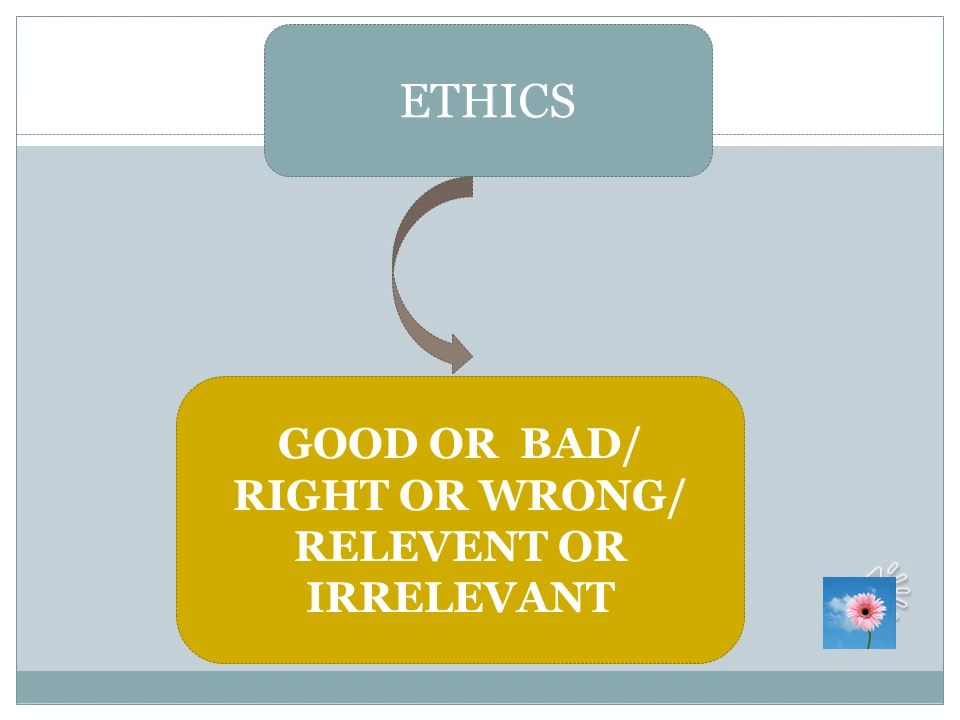 ETHICS
GOOD OR  BAD/
RIGHT OR WRONG/
RELEVENT OR
IRRELEVANT